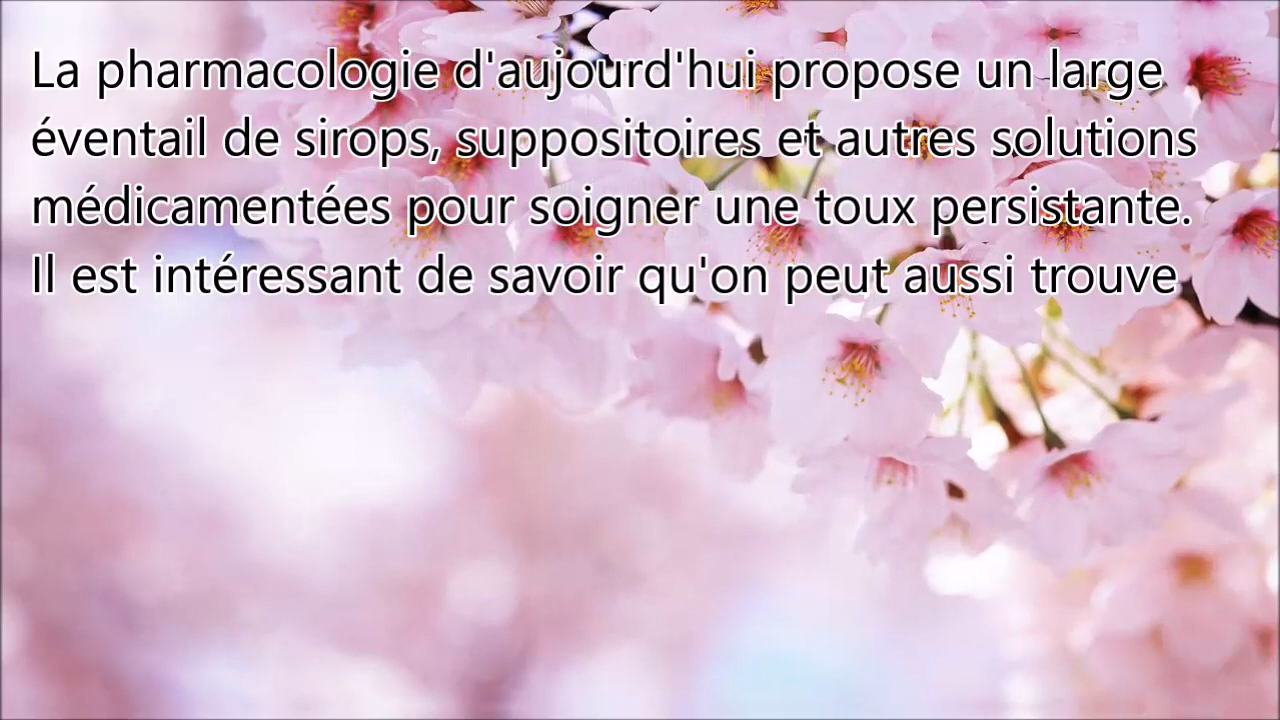 La pharmacologie d'aujourd'hui propose un large
éventail de sirops, suppositoires et autres solutions
médicamentées pour soigner une toux persistante.
Il est intéressant de savoir qu'on peut aussi trouve